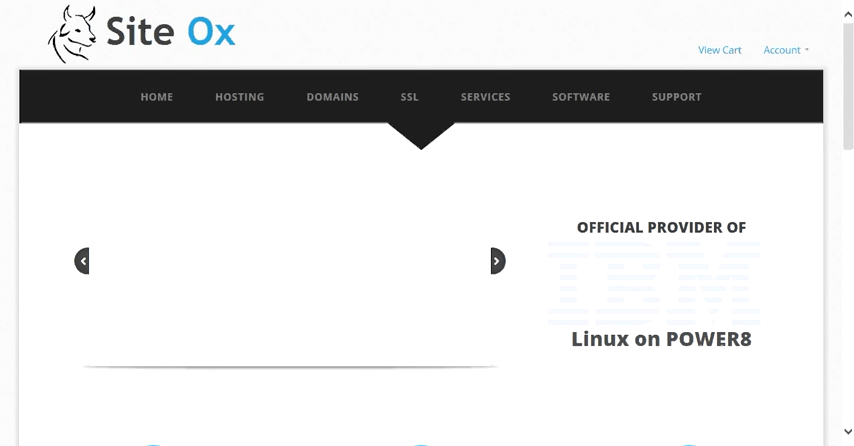 Site Ox
View Cart
Account
HOME
HOSTING
DOMAINS
SSL
SERVICES
SOFTWARE
SUPPORT
OFFICIAL PROVIDER OF
IBM
Linux on POWER8